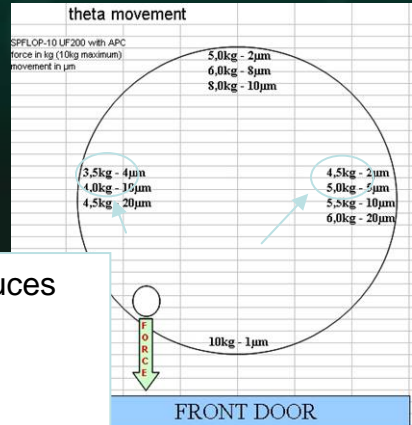 theta movement
SPFLOP-10 UF200 with APC
force in kg (10kg maximum)
movement in µm
5,0kg - 2µm
6,0kg - 8µm
8,0kg - 10µm
3,5kg - 4µm
4,0kg - 10µm
4,5kg - 20µm
4,5kg - 2µm
5,0kg - 5µm
5,5kg - 10µm
6,0kg - 20µm
uces
FORCE
10kg - 1µm
FRONT DOOR